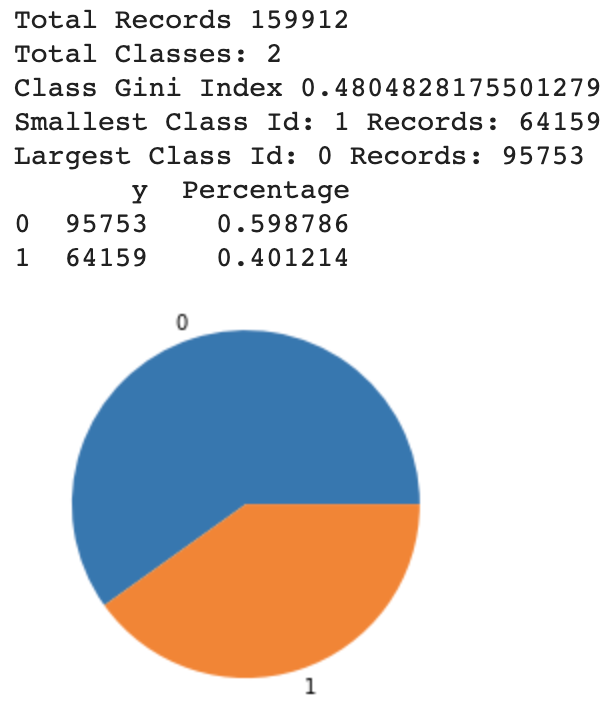 Total Records 159912
Total Classes: 2
Class Gini Index 0.4804828175501279
Smallest Class Id: 1 Records: 64159
Largest Class Id: 0 Records: 95753
y Percentage
0 95753 0.598786
1 64159 0.401214
0
1